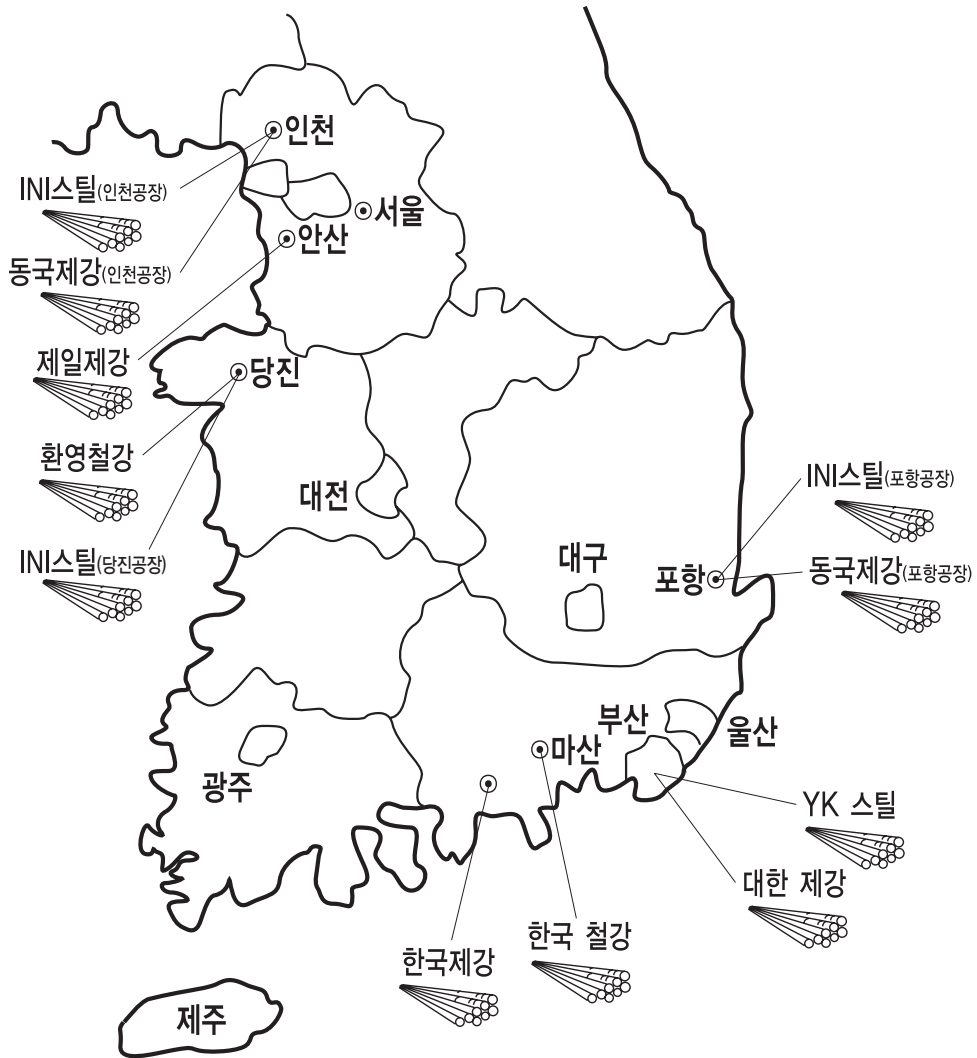 인천
INI스틸(인천공장)
서울
안산
동국제강(인천공장)
제일제강
당진
환영철강
INI스틸(포항공장)
대전
INI스틸(당진공장)
대구
포항
동국제강(포항공장)
부산
울산
마산
광주
YK 스틸
대한 제강
한국 철강
한국제강
제주